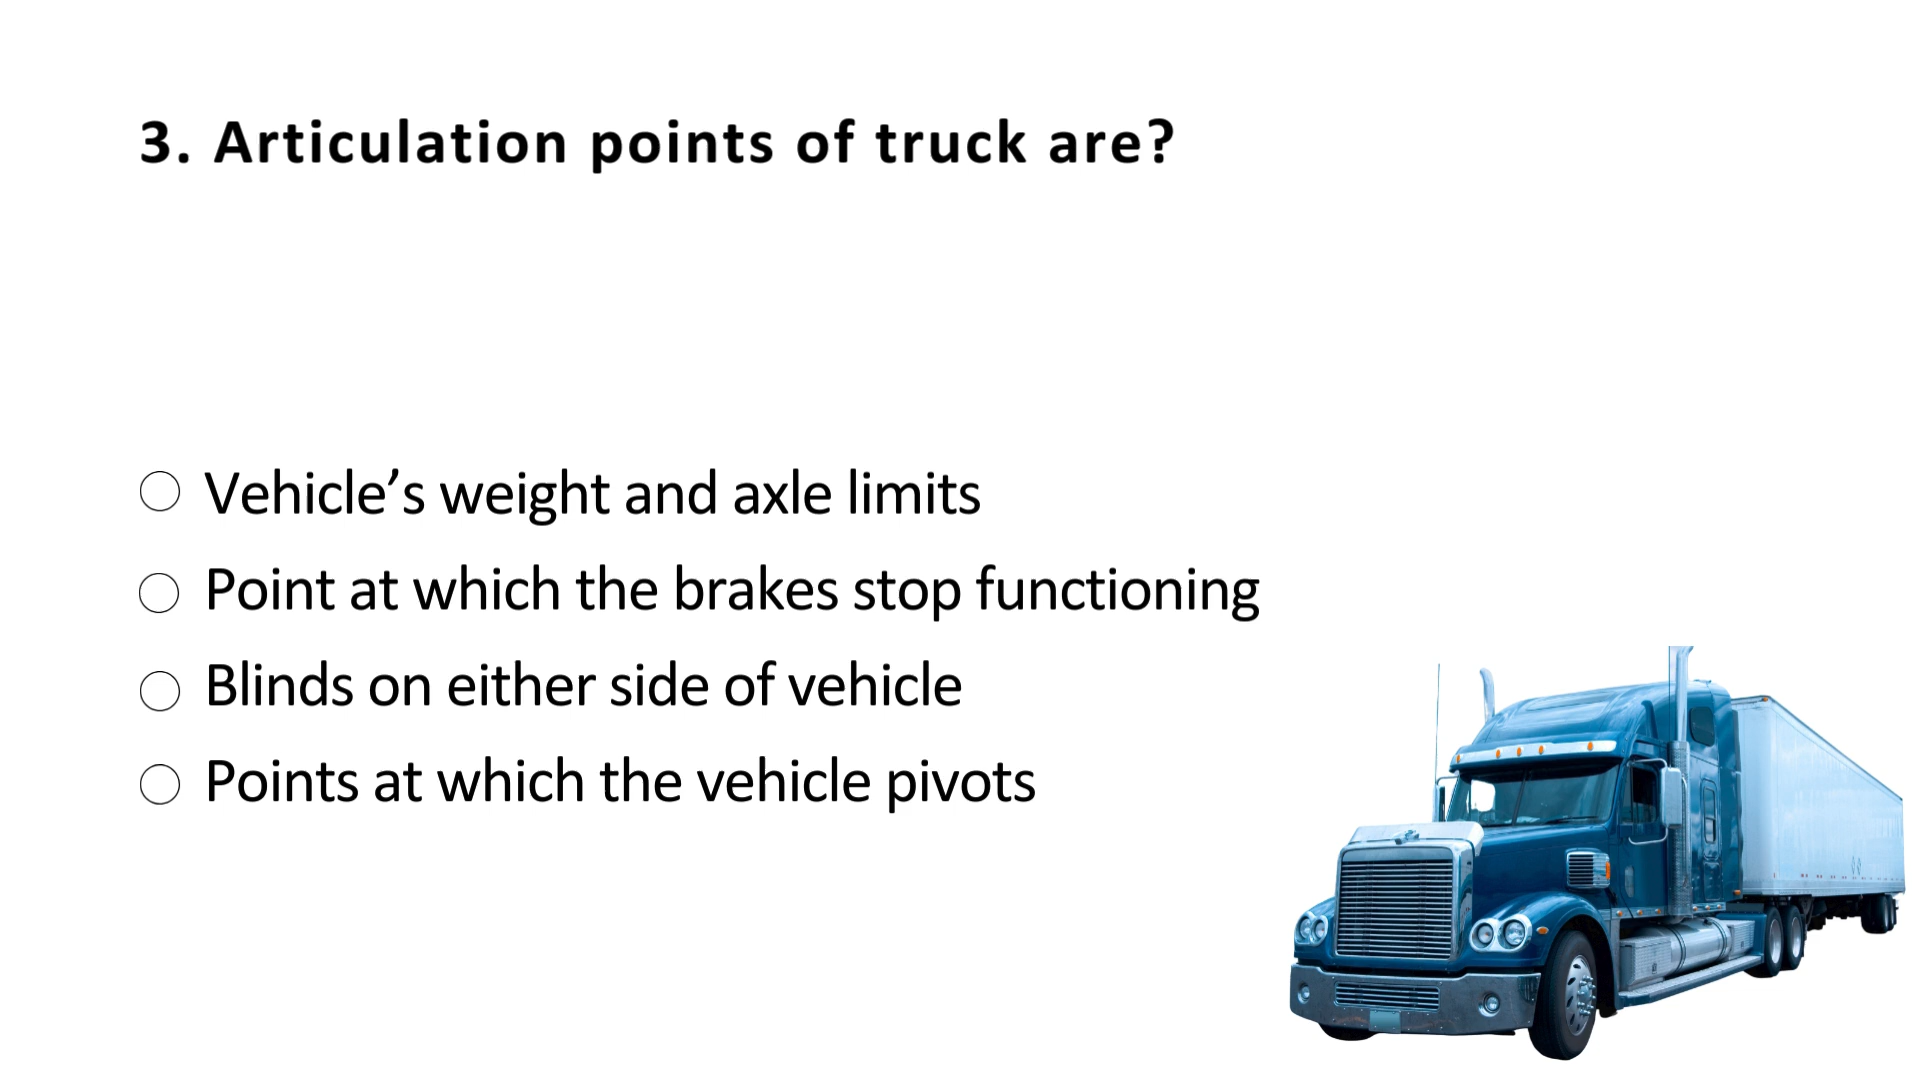 3. Articulation points of truck are?
Vehicle’s weight and axle limits
Point at which the brakes stop functioning
Blinds on either side of vehicle
Points at which the vehicle pivots